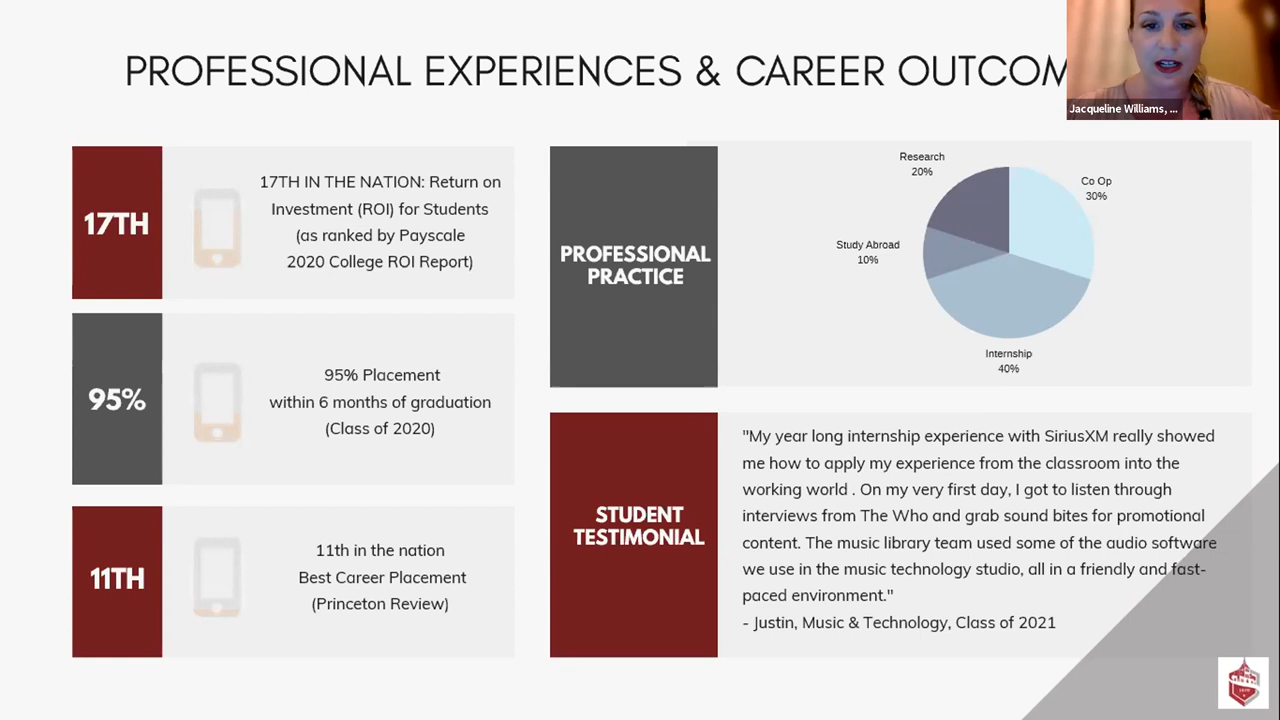 PROFESSIONAL EXPERIENCES & CAREER OUTCOM
Jacqueline Williams, ...
17TH
17TH IN THE NATION: Return on
Investment (ROI) for Students
(as ranked by Payscale
2020 College ROI Report)
95%
95% Placement
within 6 months of graduation
(Class of 2020)
11TH
11th in the nation
Best Career Placement
(Princeton Review)
PROFESSIONAL
PRACTICE
Research
20%
Co Op
30%
Study Abroad
10%
Internship
40%
STUDENT
TESTIMONIAL
"My year long internship experience with SiriusXM really showed
me how to apply my experience from the classroom into the
working world . On my very first day, I got to listen through
interviews from The Who and grab sound bites for promotional
content. The music library team used some of the audio software
we use in the music technology studio, all in a friendly and fast-
paced environment."
- Justin, Music & Technology, Class of 2021